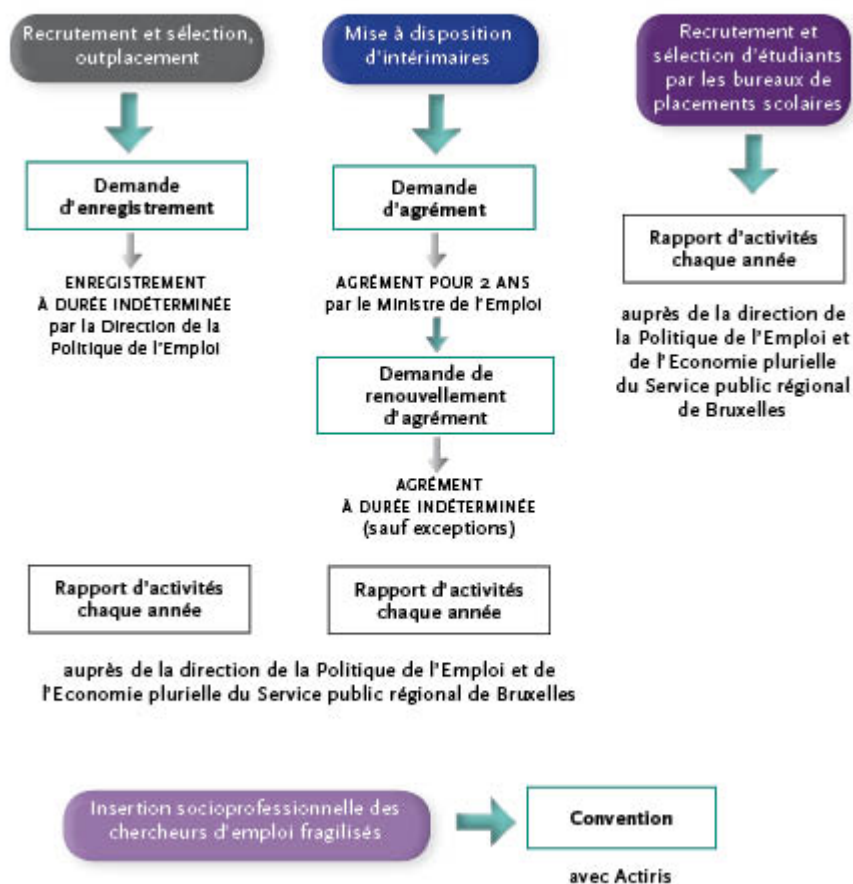 Recrutement et sélection,
outplacement
Demande
d'enregistrement
ENREGISTREMENT
À DURÉE INDÉTERMINÉE
par la Direction de la
Politique de l'Emploi
Mise à disposition
d'intérimaires
Demande
d'agrément
AGRÉMENT POUR 2 ANS
par le Ministre de l'Emploi
Demande de
renouvellement
d'agrément
AGRÉMENT
À DURÉE INDÉTERMINÉE
(sauf exceptions)
Recrutement et
sélection d'étudiants
par les bureaux de
placements scolaires
Rapport d'activités
chaque année
auprès de la direction de
la Politique de l'Emploi et
de l'Economie plurielle
du Service public régional
de Bruxelles
Rapport d'activités
chaque année
Rapport d'activités
chaque année
auprès de la direction de la Politique de l'Emploi et de
l'Economie plurielle du Service public régional de Bruxelles
Insertion socioprofessionnelle des
chercheurs d'emploi fragilisés
Convention
avec Actiris